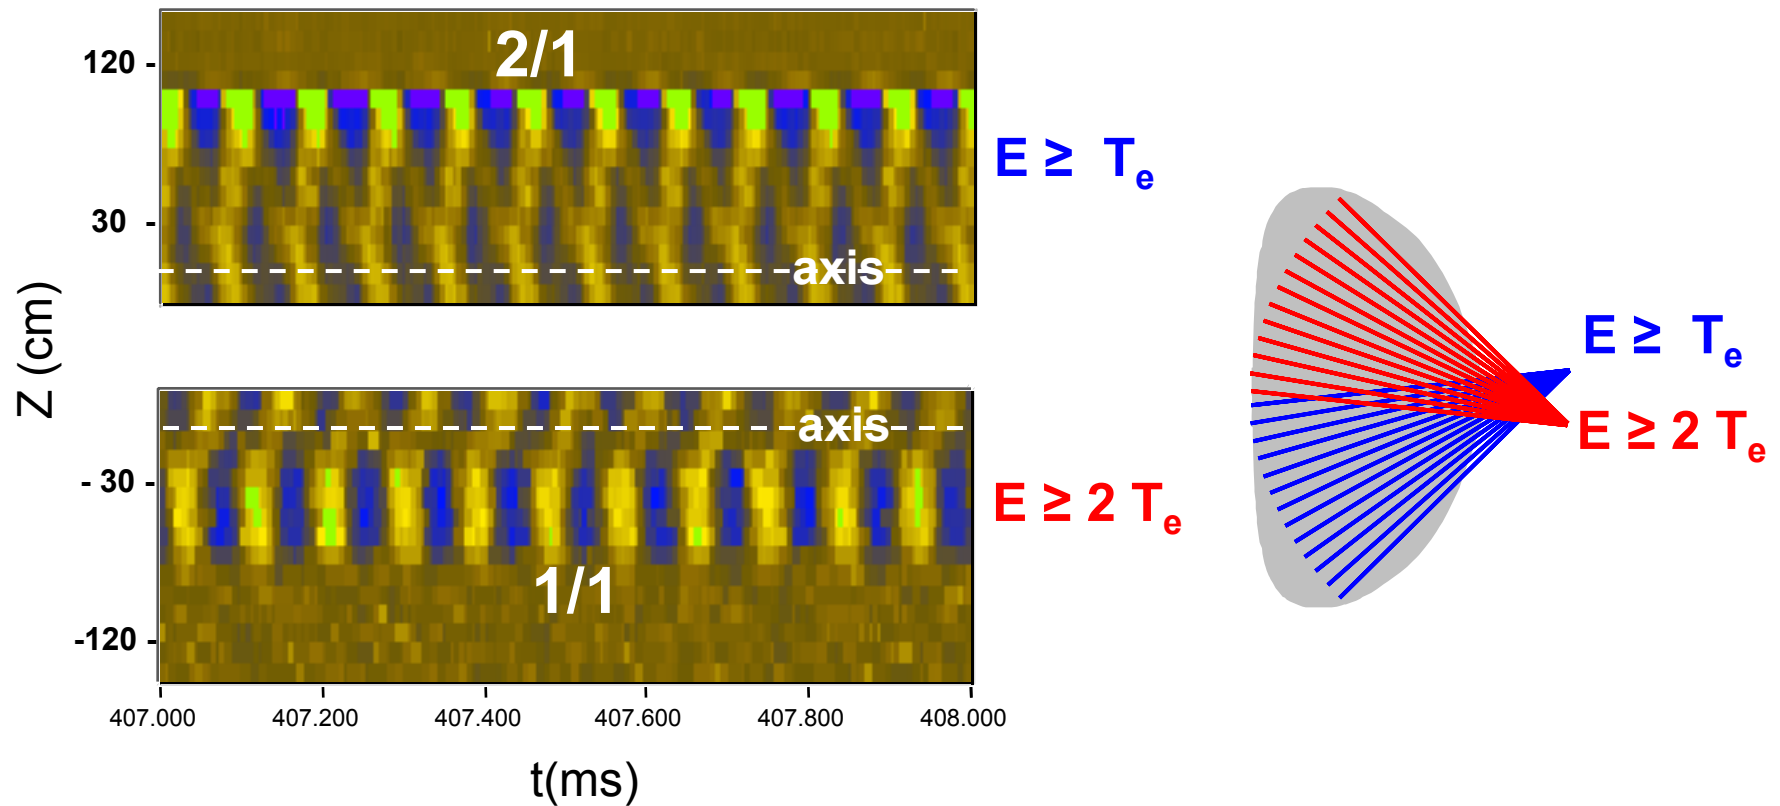 2/1
120 -
30 -
axis
E ≥ Tₑ
Z (cm)
axis
- 30 -
1/1
-120 -
E ≥ 2 Tₑ
407.000 407.200 407.400 407.600 407.800 408.000
t(ms)
E ≥ Tₑ
E ≥ 2 Tₑ